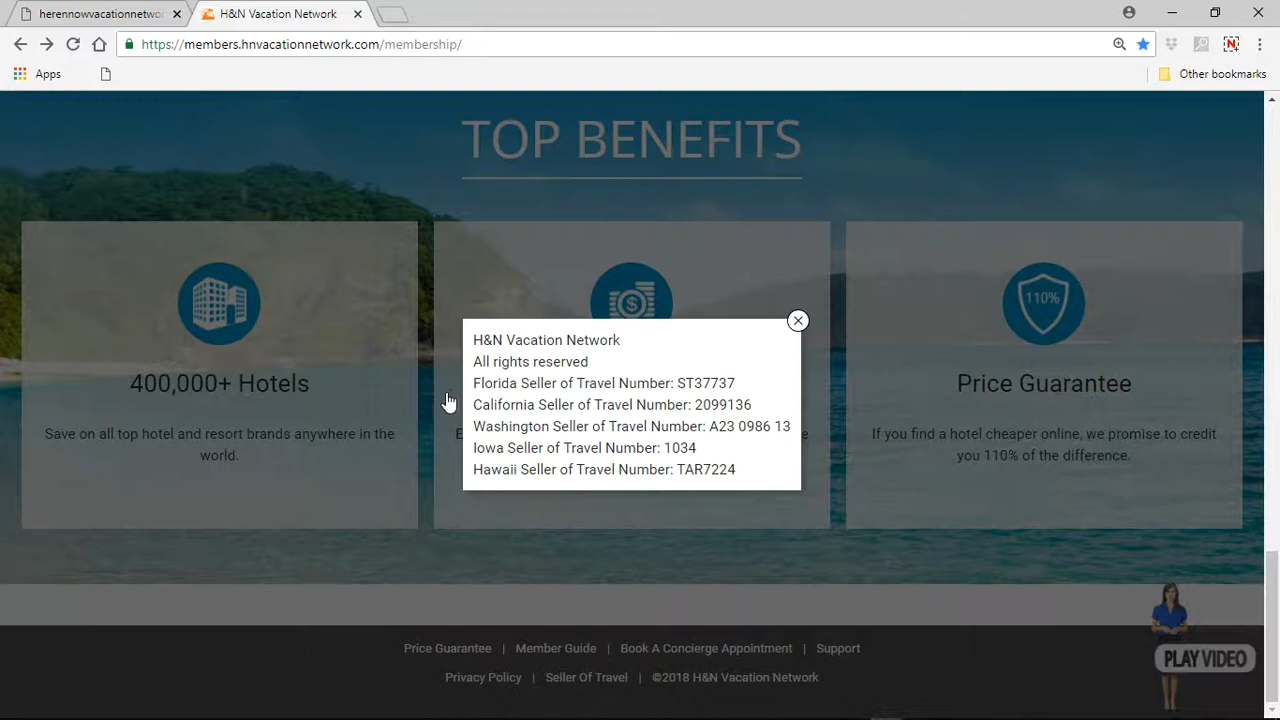 herennowvacationnetwo
H&N Vacation Network
https://members.hnvacationnetwork.com/membership/
Apps
Other bookmarks
TOP BENEFITS
110%
400,000+ Hotels
Save on all top hotel and resort brands anywhere in the
world.
H&N Vacation Network
All rights reserved
Florida Seller of Travel Number: ST37737
California Seller of Travel Number: 2099136
Washington Seller of Travel Number: A23 0986 13
Iowa Seller of Travel Number: 1034
Hawaii Seller of Travel Number: TAR7224
Price Guarantee
If you find a hotel cheaper online, we promise to credit
you 110% of the difference.
Price Guarantee | Member Guide | Book A Concierge Appointment | Support
Privacy Policy | Seller Of Travel | ©2018 H&N Vacation Network
PLAY VIDEO